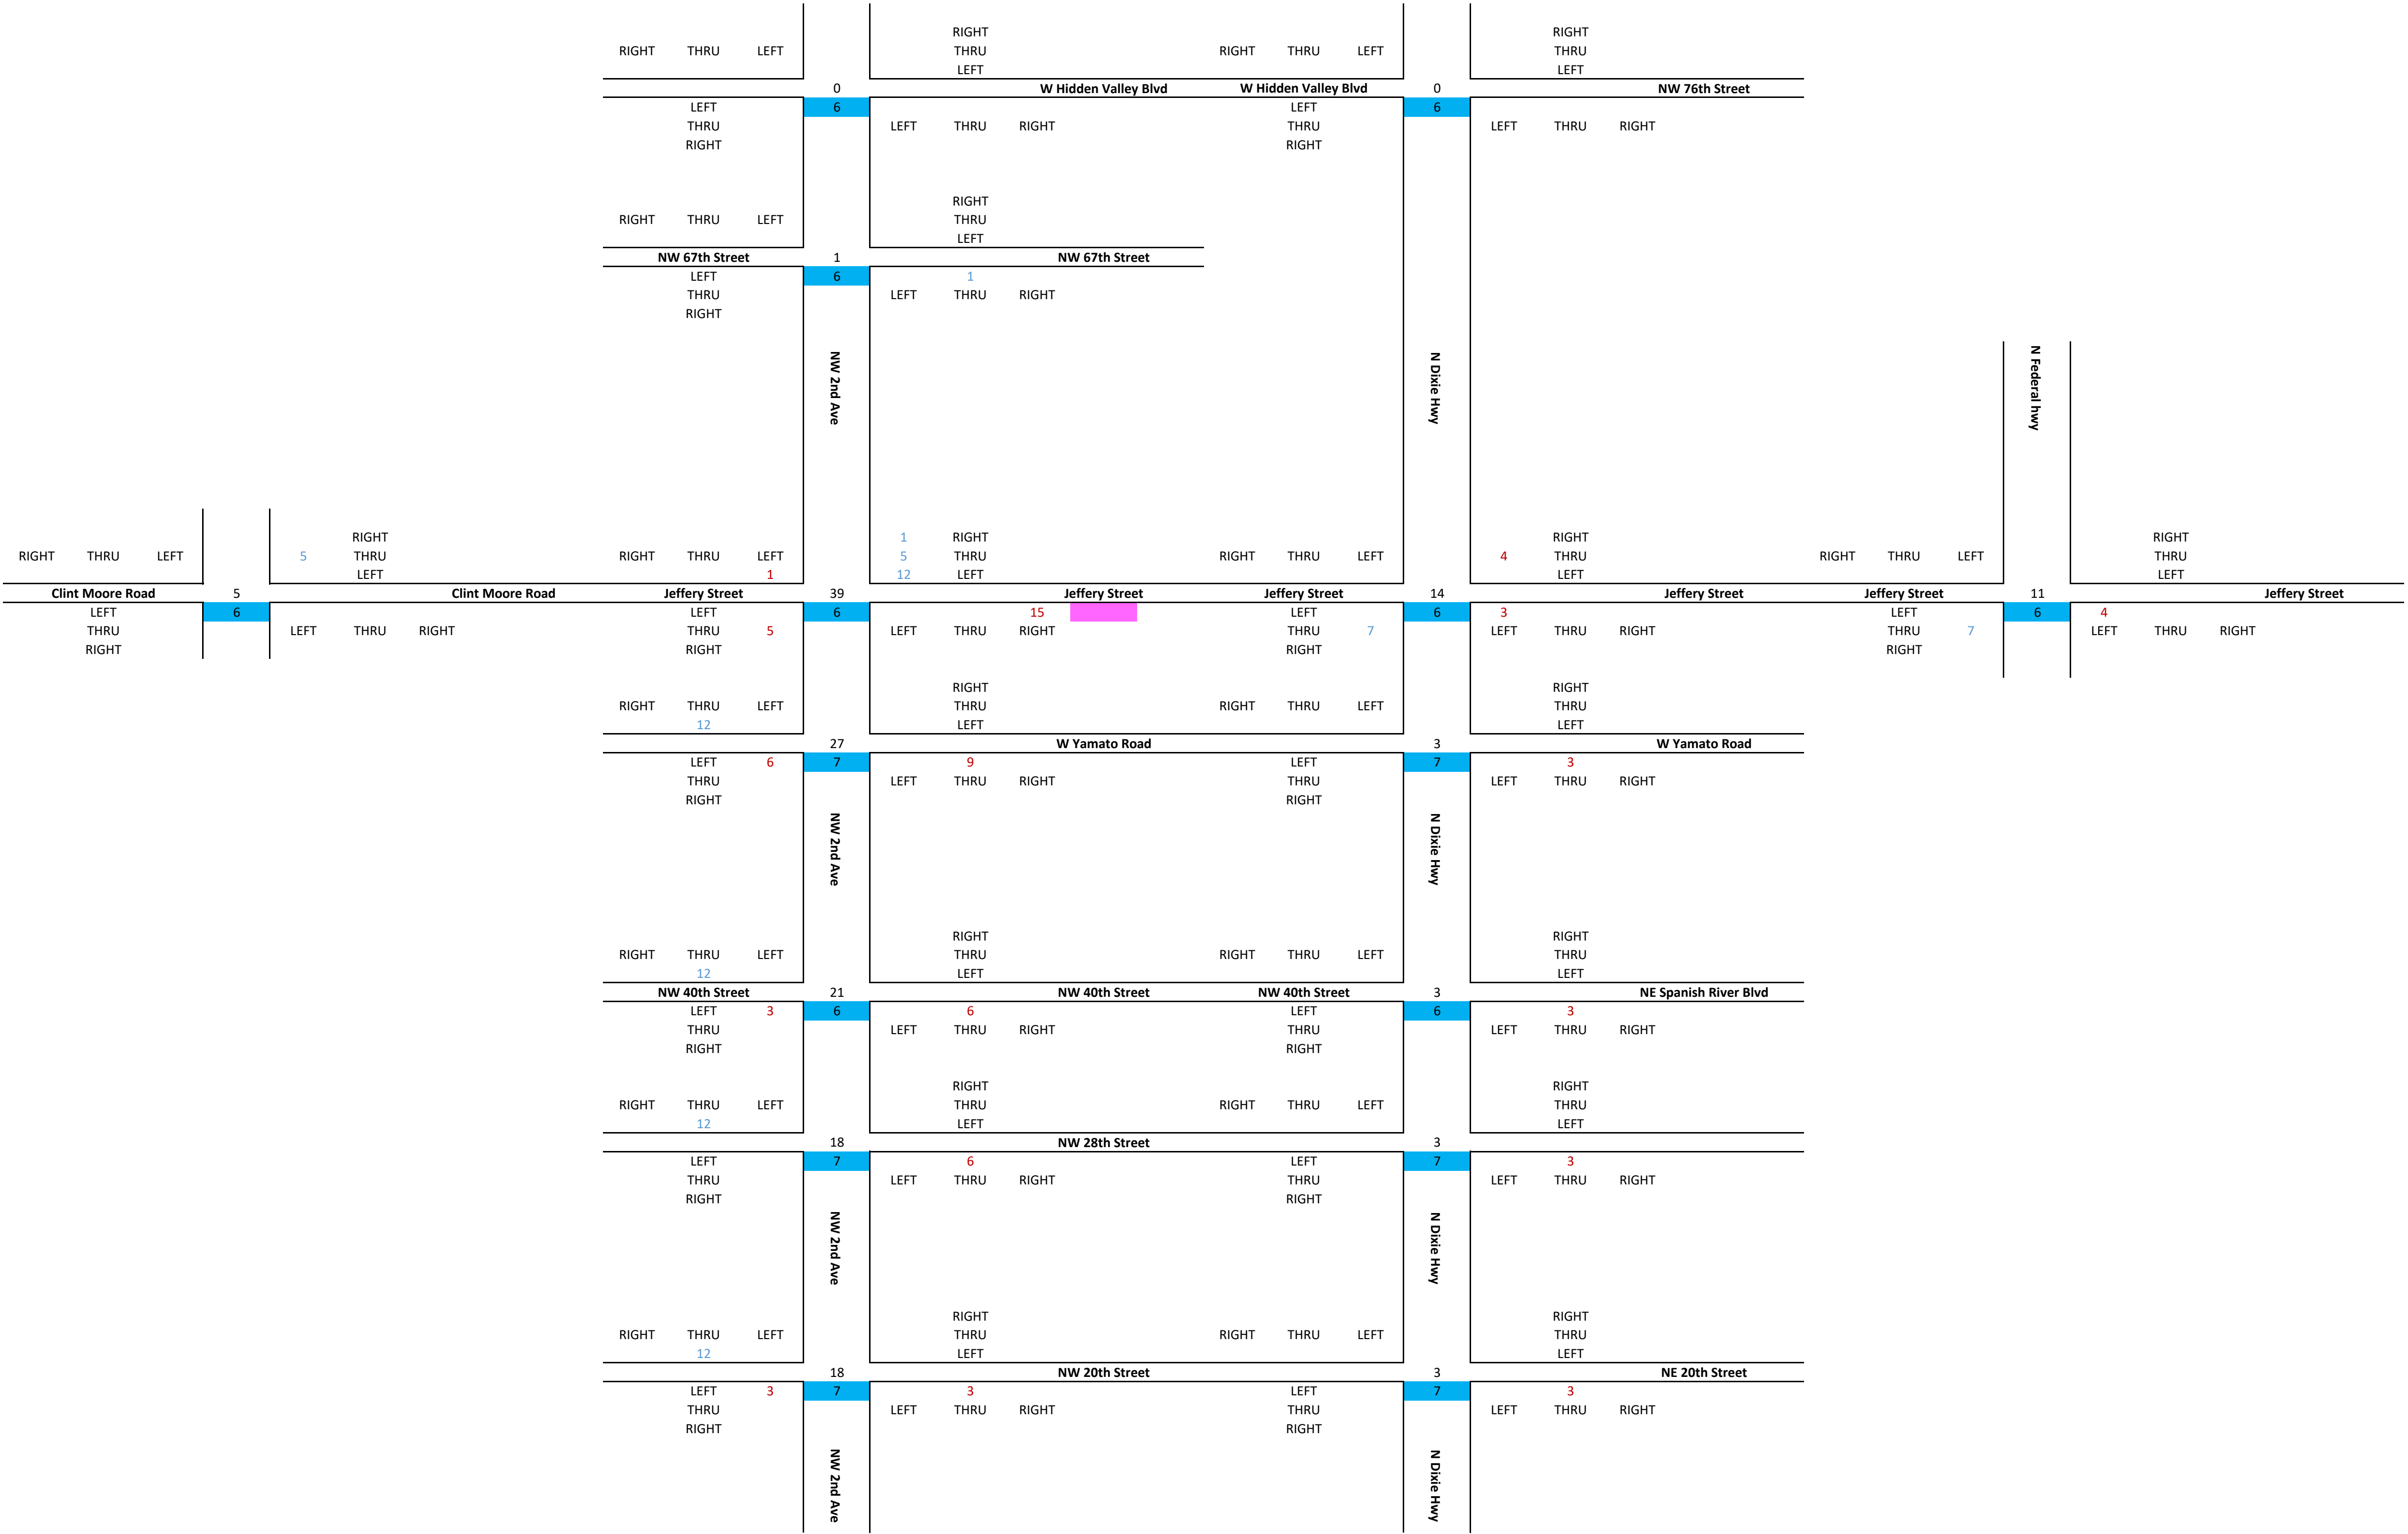 RIGHT RIGHT
RIGHT THRU LEFT THRU RIGHT THRU LEFT THRU
LEFT LEFT
0 W Hidden Valley Blvd W Hidden Valley Blvd 0 NW 76th Street
LEFT 6 LEFT 6
THRU LEFT THRU RIGHT THRU LEFT THRU RIGHT
RIGHT RIGHT
RIGHT
RIGHT THRU LEFT THRU
LEFT
NW 67th Street 1 NW 67th Street
LEFT 6 1
THRU LEFT THRU RIGHT
RIGHT
NW 2nd Ave N Dixie Hwy N Federal hwy
RIGHT 1 RIGHT RIGHT RIGHT
RIGHT THRU LEFT 5 THRU RIGHT THRU LEFT 5 THRU RIGHT THRU LEFT 4 THRU RIGHT THRU LEFT THRU
LEFT 1 12 LEFT LEFT LEFT
Clint Moore Road 5 Clint Moore Road Jeffery Street 39 Jeffery Street Jeffery Street 14 Jeffery Street Jeffery Street 11 Jeffery Street
LEFT 6 LEFT 6 15 LEFT 6 3 LEFT 6 4
THRU LEFT THRU RIGHT THRU 5 LEFT THRU RIGHT THRU 7 LEFT THRU RIGHT THRU 7 LEFT THRU RIGHT
RIGHT RIGHT RIGHT RIGHT
RIGHT RIGHT
RIGHT THRU LEFT THRU RIGHT THRU LEFT THRU
12 LEFT LEFT
27 W Yamato Road 3 W Yamato Road
LEFT 6 7 9 LEFT 7 3
THRU LEFT THRU RIGHT THRU LEFT THRU RIGHT
RIGHT RIGHT
NW 2nd Ave N Dixie Hwy
RIGHT RIGHT
RIGHT THRU LEFT THRU RIGHT THRU LEFT THRU
12 LEFT LEFT
NW 40th Street 21 NW 40th Street NW 40th Street 3 NE Spanish River Blvd
LEFT 3 6 6 LEFT 6 3
THRU LEFT THRU RIGHT THRU LEFT THRU RIGHT
RIGHT RIGHT
RIGHT RIGHT
RIGHT THRU LEFT THRU RIGHT THRU LEFT THRU
12 LEFT LEFT
18 NW 28th Street 3
LEFT 7 6 LEFT 7 3
THRU LEFT THRU RIGHT THRU LEFT THRU RIGHT
RIGHT RIGHT
NW 2nd Ave N Dixie Hwy
RIGHT RIGHT
RIGHT THRU LEFT THRU RIGHT THRU LEFT THRU
12 LEFT LEFT
18 NW 20th Street 3 NE 20th Street
LEFT 3 7 3 LEFT 7 3
THRU LEFT THRU RIGHT THRU LEFT THRU RIGHT
RIGHT RIGHT
NW 2nd Ave N Dixie Hwy